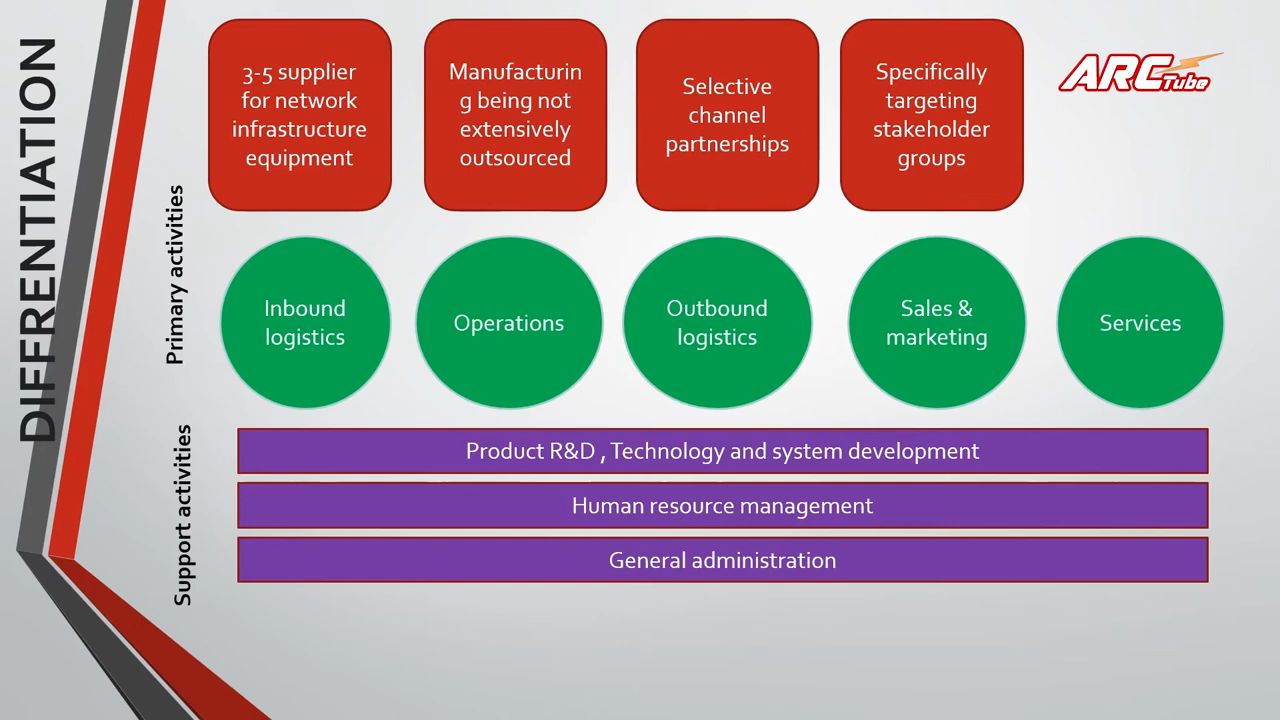 DIFFRENTIATION
3-5 supplier
for network
infrastructure
equipment
Manufacturin
g being not
extensively
outsourced
Selective
channel
partnerships
Specifically
targeting
stakeholder
groups
ARC
Tube
Primary activities
Inbound
logistics
Operations
Outbound
logistics
Sales &
marketing
Services
Support activities
Product R&D , Technology and system development
Human resource management
General administration